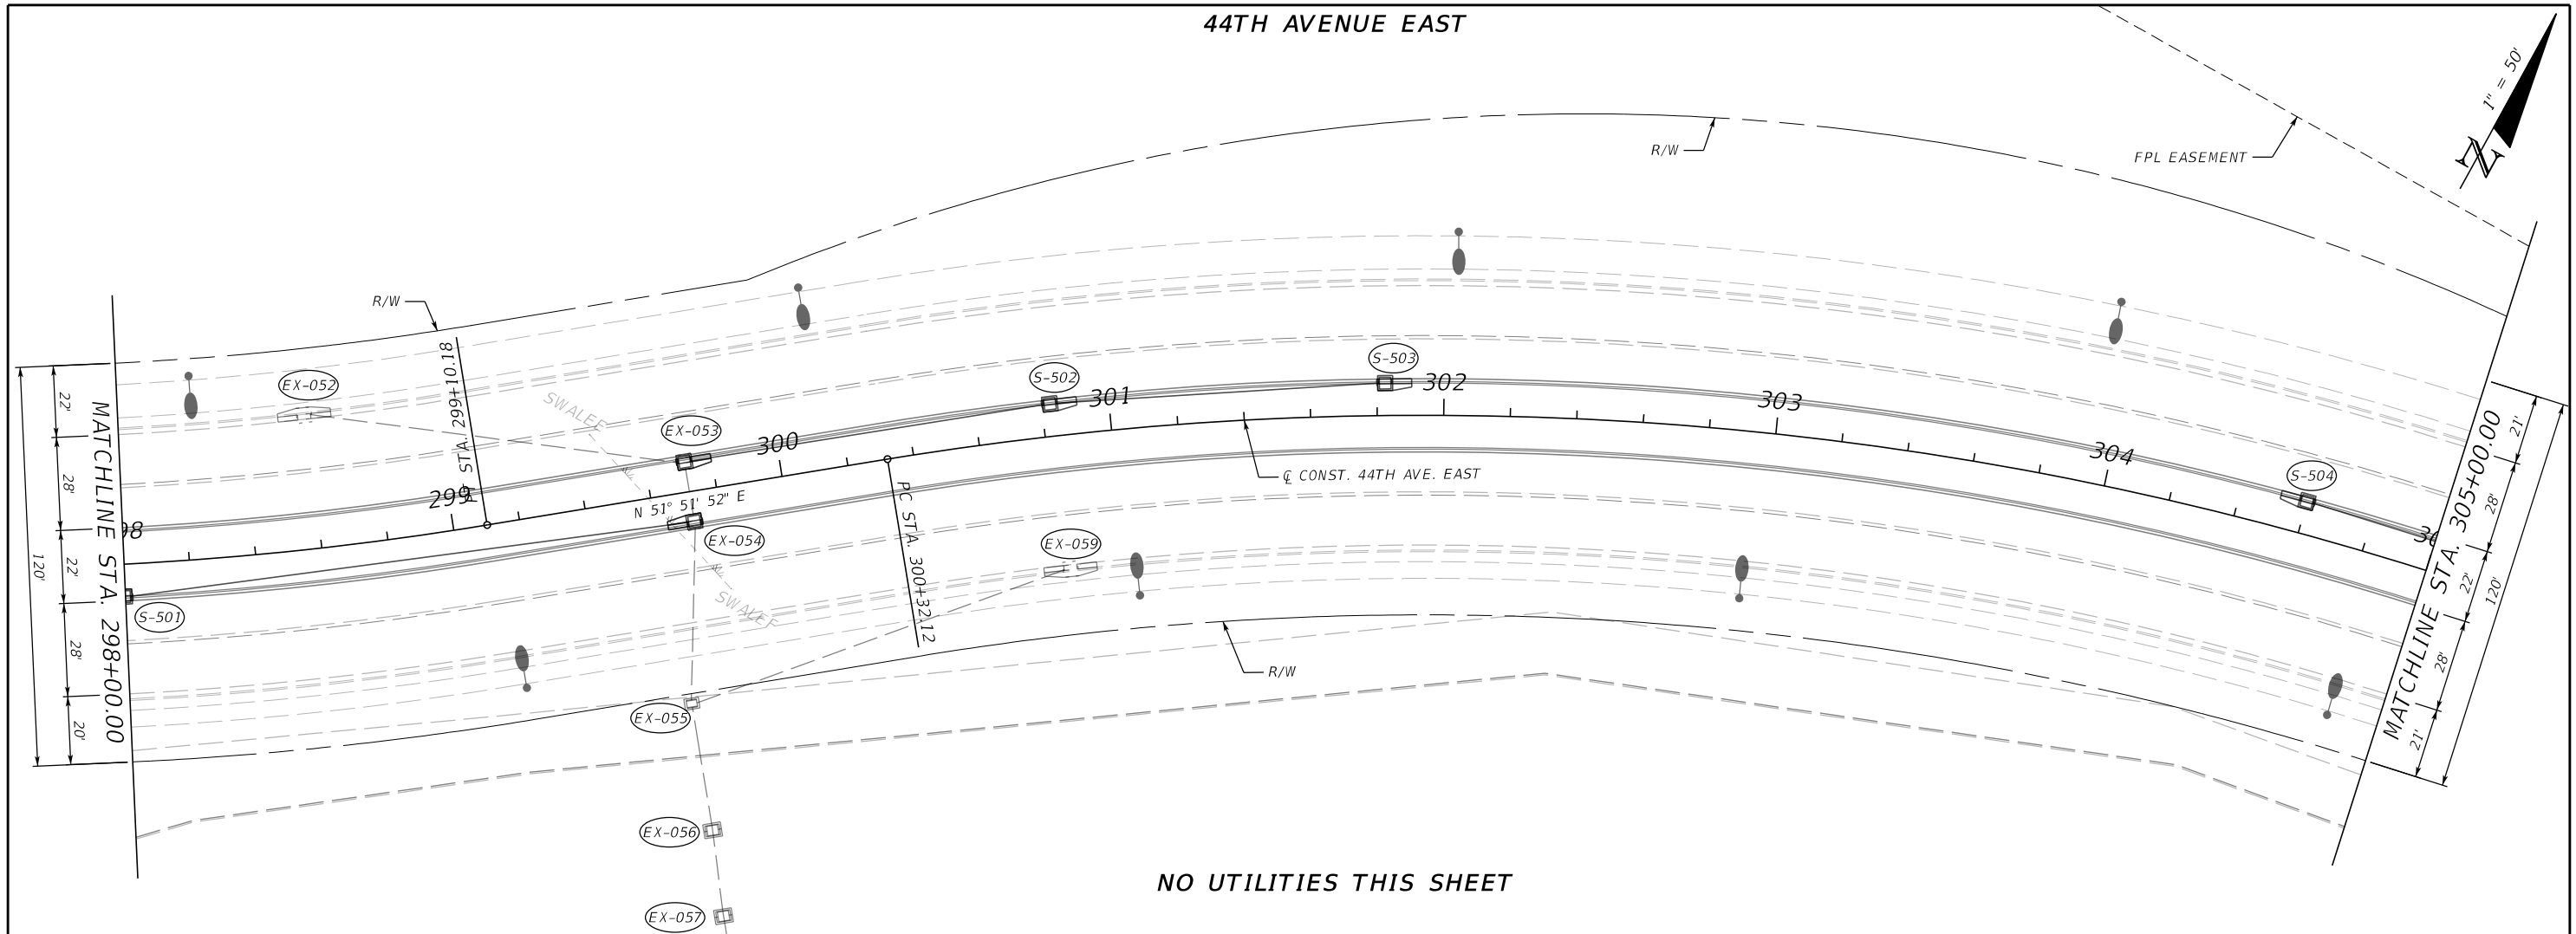 44TH AVENUE EAST
1" = 50'
N
R/W
FPL EASEMENT
R/W
EX-052
PT STA. 299+10.18
SWALE
EX-053
S-502
S-503
S-504
298
299
300
301
302
303
304
N 51° 51' 52" E
EX-054
PC STA. 300+32.12
EX-059
℄ CONST. 44TH AVE. EAST
S-501
SWALE
EX-055
R/W
EX-056
EX-057
MATCHLINE STA. 298+00.00
22'
28'
22'
28'
20'
120'
MATCHLINE STA. 305+00.00
21'
28'
22'
28'
21'
120'
NO UTILITIES THIS SHEET